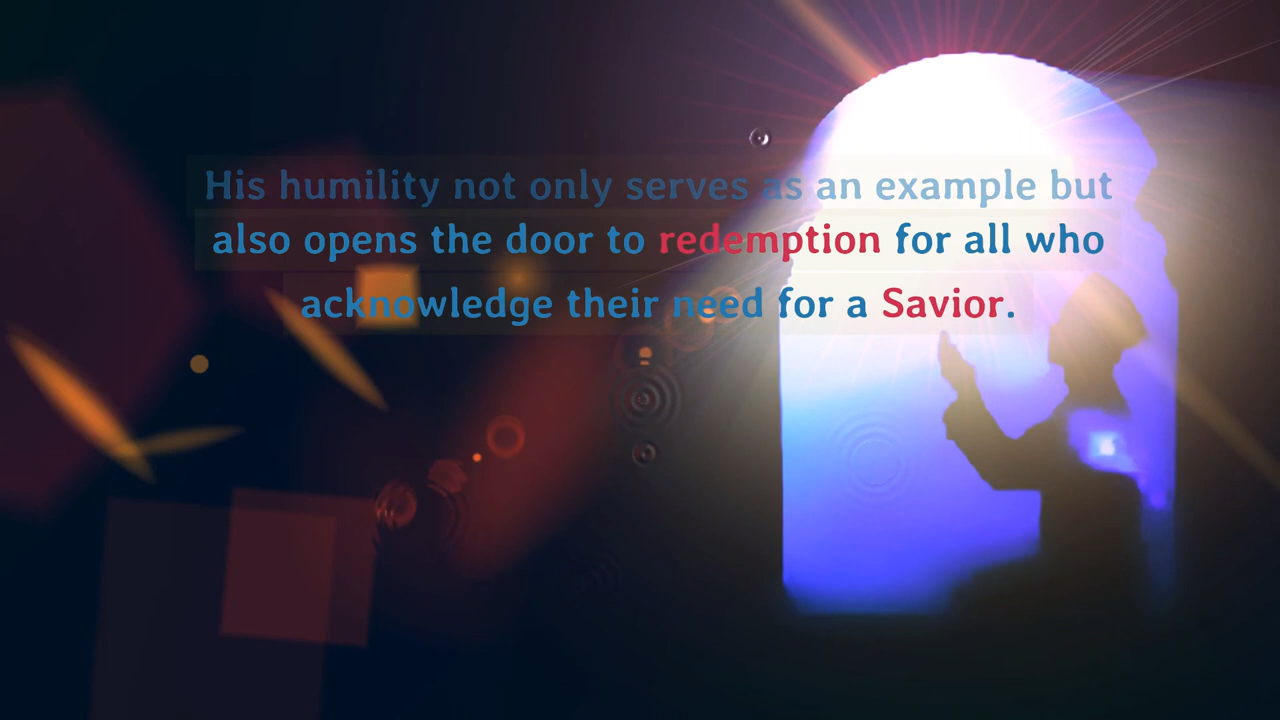 His humility not only serves as an example but
also opens the door to redemption for all who
acknowledge their need for a Savior.